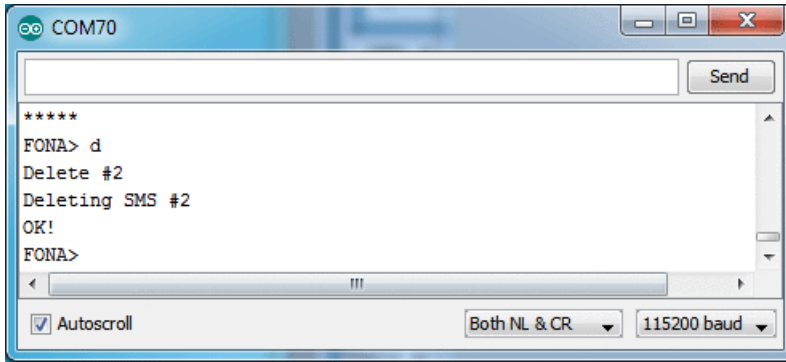 COM70
Send
*****
FONA> d
Delete #2
Deleting SMS #2
OK!
FONA>
Autoscroll
Both NL & CR
115200 baud